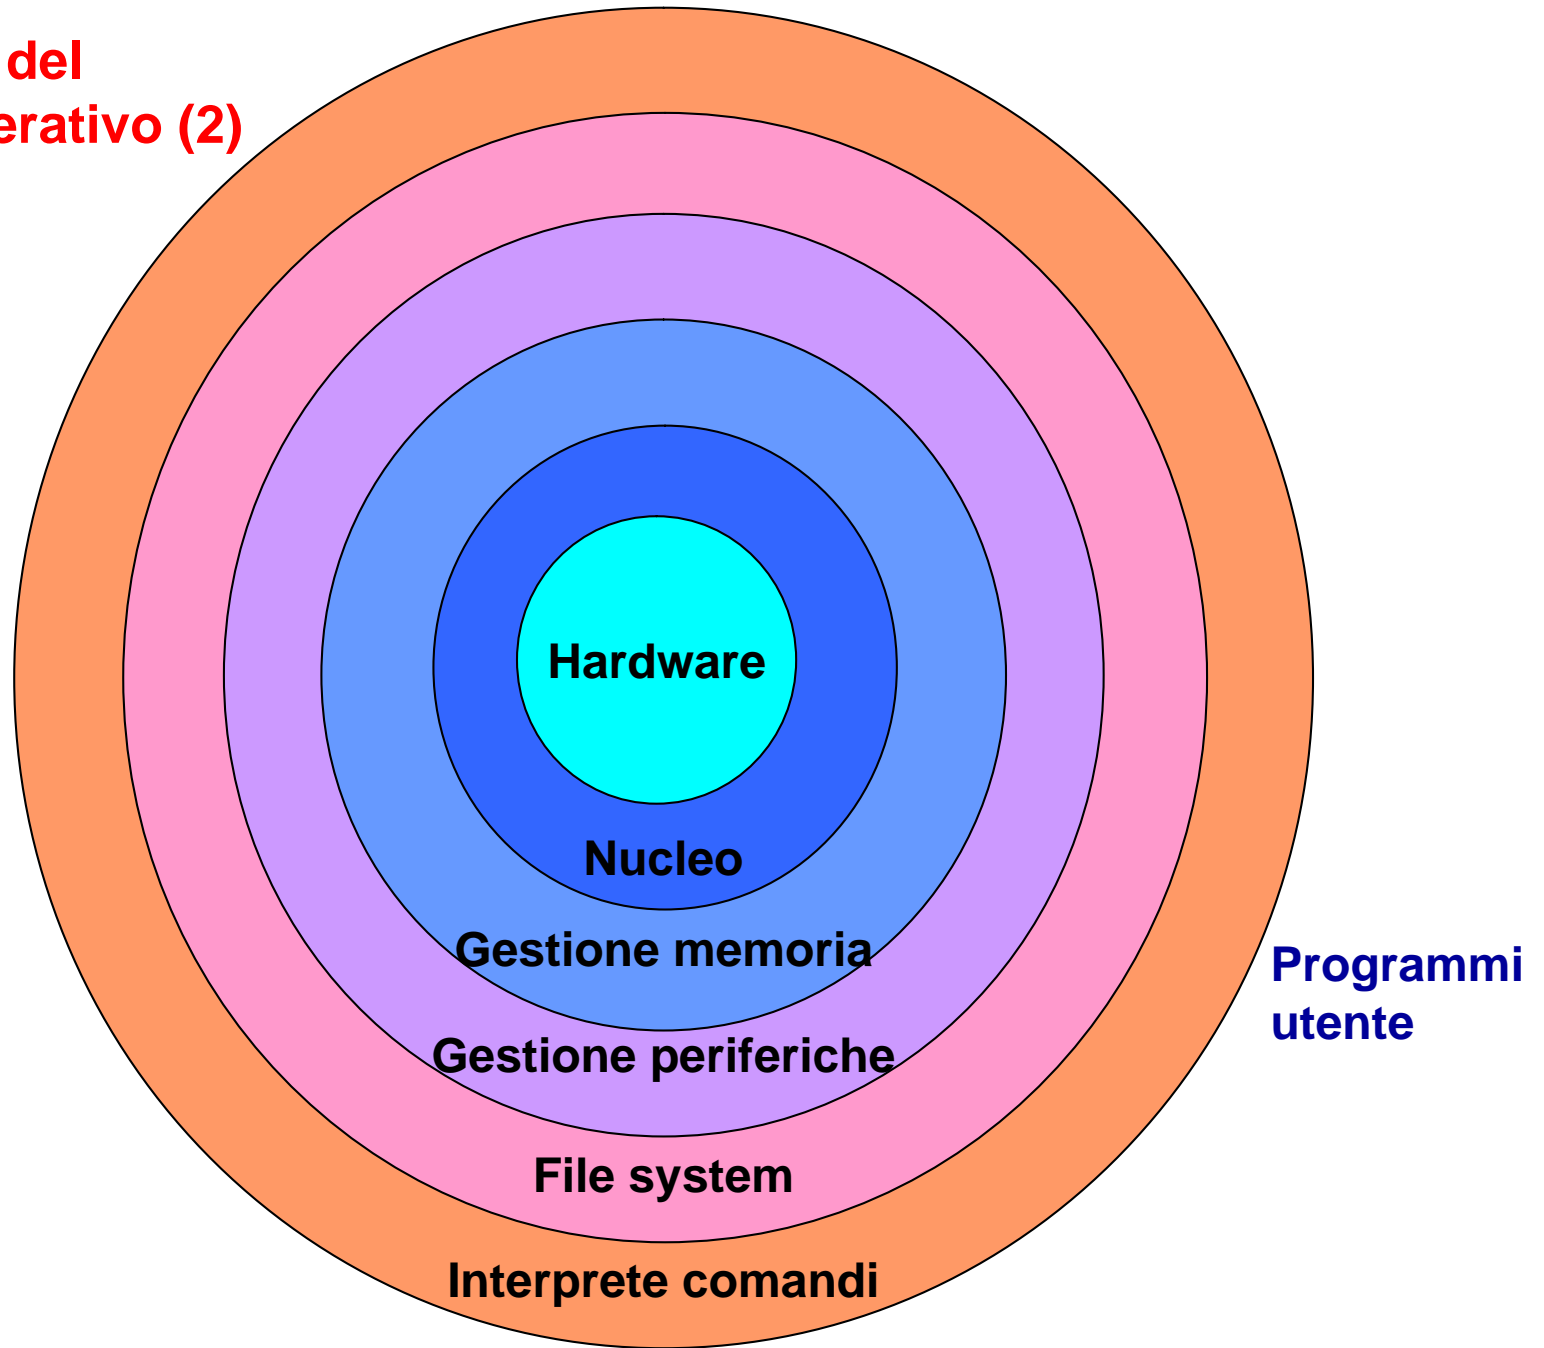 del
erativo (2)
Hardware
Nucleo
Gestione memoria
Programmi
utente
Gestione periferiche
File system
Interprete comandi